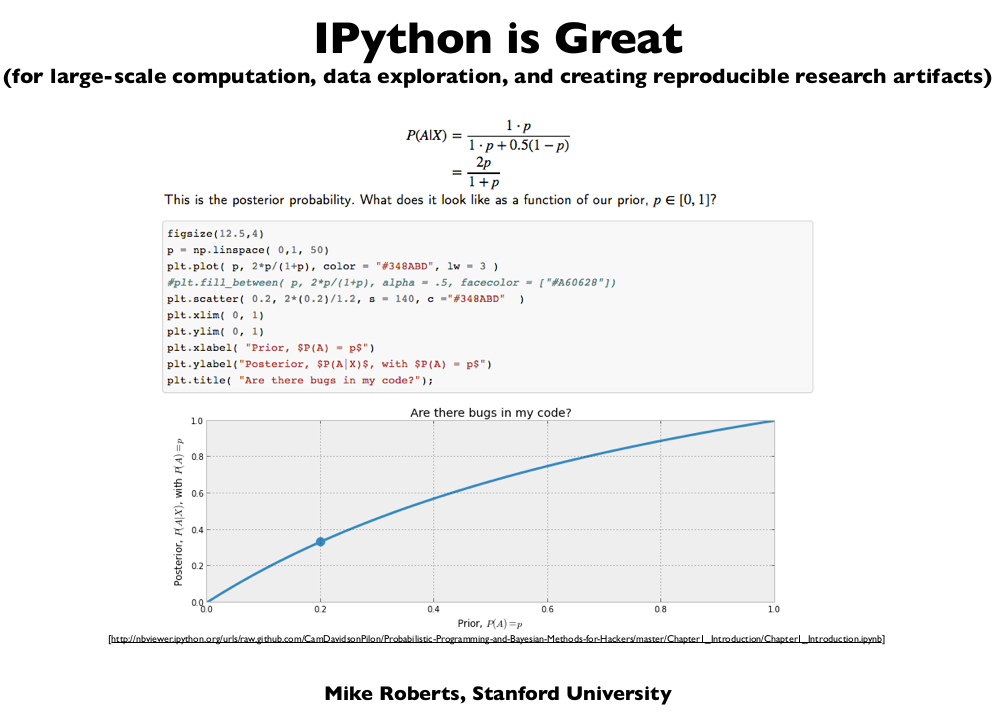 IPython is Great
(for large-scale computation, data exploration, and creating reproducible research artifacts)
P(A|X) = 1 · p / 1 · p + 0.5(1 − p)
= 2p / 1 + p
This is the posterior probability. What does it look like as a function of our prior, p ∈ [0, 1]?
figsize(12.5,4)
p = np.linspace( 0,1, 50)
plt.plot( p, 2*p/(1+p), color = "#348ABD", lw = 3 )
#plt.fill_between( p, 2*p/(1+p), alpha = .5, facecolor = ["#A60628"])
plt.scatter( 0.2, 2*(0.2)/1.2, s = 140, c ="#348ABD"  )
plt.xlim( 0, 1)
plt.ylim( 0, 1)
plt.xlabel( "Prior, $P(A) = p$")
plt.ylabel("Posterior, $P(A|X)$, with $P(A) = p$")
plt.title( "Are there bugs in my code?");
Are there bugs in my code?
Posterior, P(A|X), with P(A) = p
1.0
0.8
0.6
0.4
0.2
0.0
0.0 0.2 0.4 0.6 0.8 1.0
Prior, P(A) = p
[http://nbviewer.ipython.org/urls/raw.github.com/CamDavidsonPilon/Probabilistic-Programming-and-Bayesian-Methods-for-Hackers/master/Chapter1_Introduction/Chapter1_Introduction.ipynb]
Mike Roberts, Stanford University